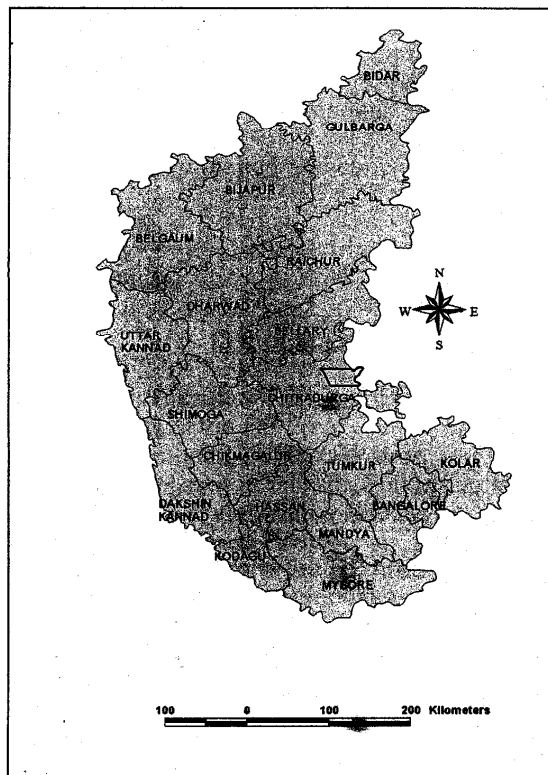 BIDAR
GULBARGA
BIJAPUR
BELGAUM
RAICHUR
N
DHARWAD
W E
S
UTTAR
KANNAD
CHITRADURGA
SHIMOGA
CHIKMAGALUR
TUMKUR
KOLAR
DAKSHIN
KANNAD
HASSAN
BANGALORE
MANDYA
KODAGU
MYSORE
100 0 100 200 Kilometers